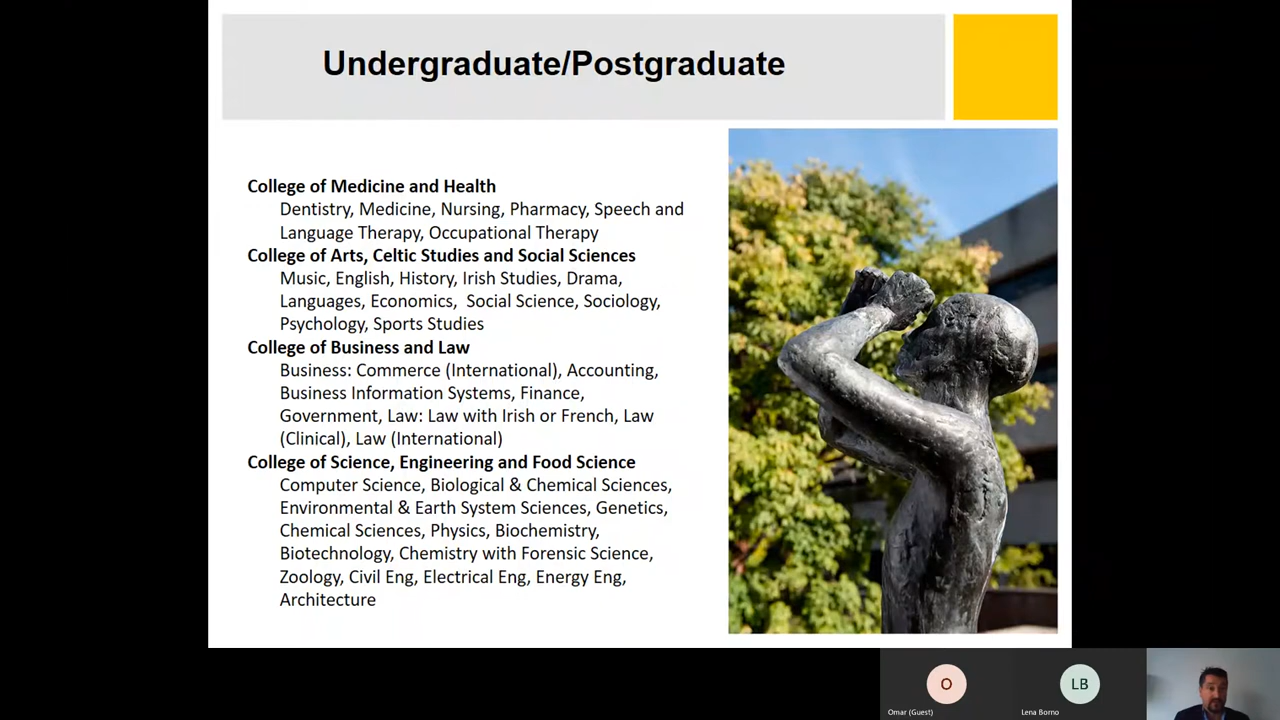 Undergraduate/Postgraduate
College of Medicine and Health
Dentistry, Medicine, Nursing, Pharmacy, Speech and
Language Therapy, Occupational Therapy
College of Arts, Celtic Studies and Social Sciences
Music, English, History, Irish Studies, Drama,
Languages, Economics, Social Science, Sociology,
Psychology, Sports Studies
College of Business and Law
Business: Commerce (International), Accounting,
Business Information Systems, Finance,
Government, Law: Law with Irish or French, Law
(Clinical), Law (International)
College of Science, Engineering and Food Science
Computer Science, Biological & Chemical Sciences,
Environmental & Earth System Sciences, Genetics,
Chemical Sciences, Physics, Biochemistry,
Biotechnology, Chemistry with Forensic Science,
Zoology, Civil Eng, Electrical Eng, Energy Eng,
Architecture
O
LB
Omar (Guest)
Lena Borno